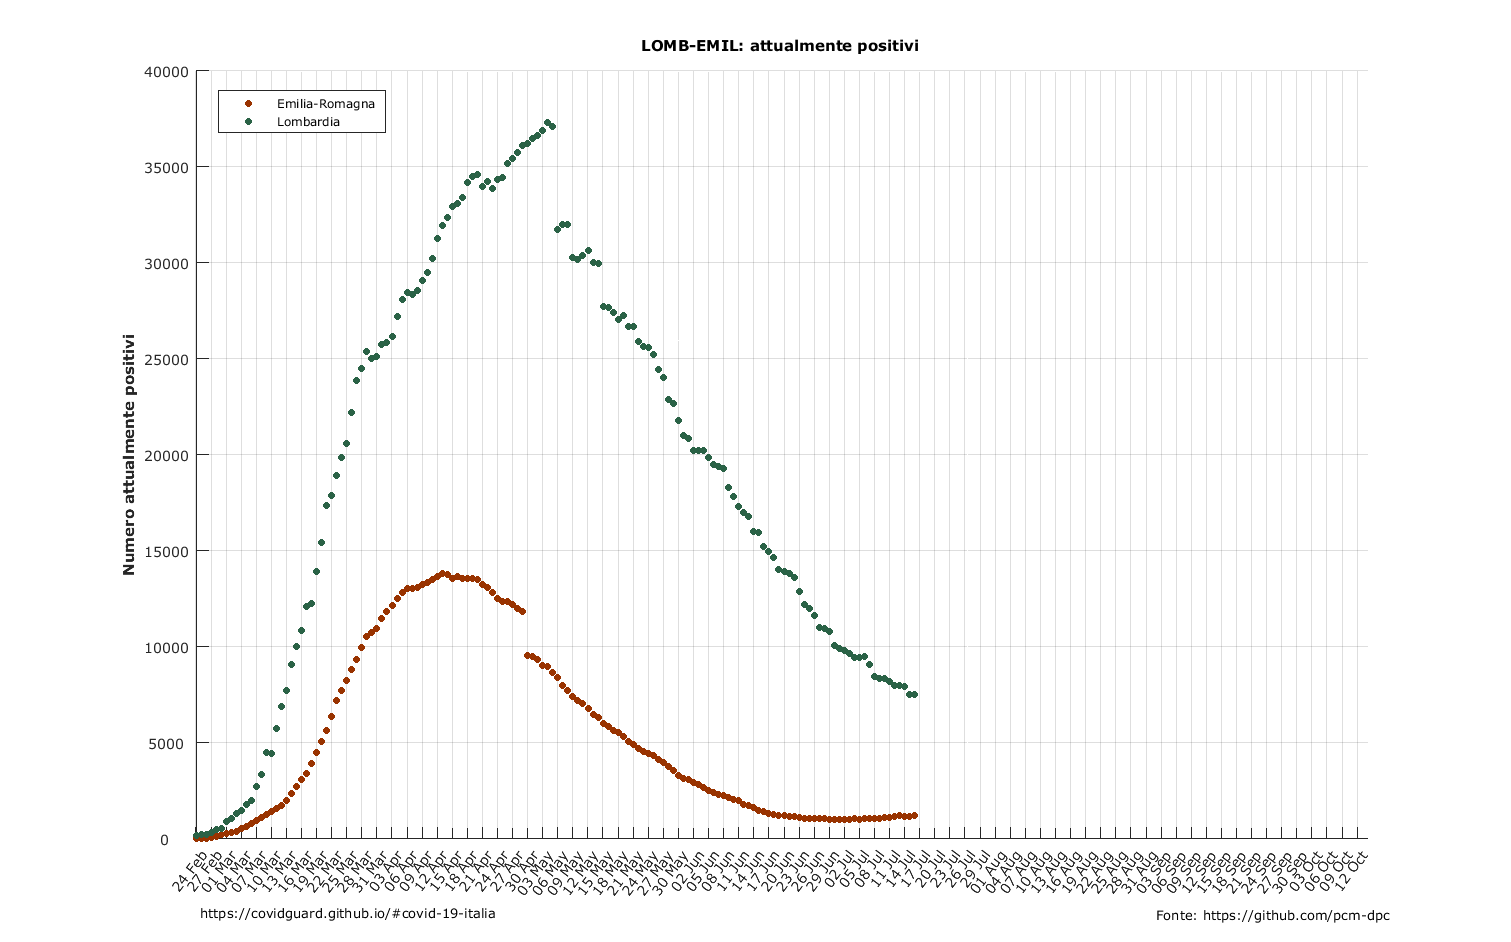 LOMB-EMIL: attualmente positivi
Emilia-Romagna
Lombardia
Numero attualmente positivi
40000
35000
30000
25000
20000
15000
10000
5000
0
24 Feb
27 Feb
01 Mar
04 Mar
07 Mar
10 Mar
13 Mar
16 Mar
19 Mar
22 Mar
25 Mar
28 Mar
31 Mar
03 Apr
06 Apr
09 Apr
12 Apr
15 Apr
18 Apr
21 Apr
24 Apr
27 Apr
30 Apr
03 May
06 May
09 May
12 May
15 May
18 May
21 May
24 May
27 May
30 May
02 Jun
05 Jun
08 Jun
11 Jun
14 Jun
17 Jun
20 Jun
23 Jun
26 Jun
29 Jun
02 Jul
05 Jul
08 Jul
11 Jul
14 Jul
17 Jul
20 Jul
23 Jul
26 Jul
29 Jul
01 Aug
04 Aug
07 Aug
10 Aug
13 Aug
16 Aug
19 Aug
22 Aug
25 Aug
28 Aug
31 Aug
03 Sep
06 Sep
09 Sep
12 Sep
15 Sep
18 Sep
21 Sep
24 Sep
27 Sep
30 Sep
03 Oct
06 Oct
09 Oct
12 Oct
https://covidguard.github.io/#covid-19-italia
Fonte: https://github.com/pcm-dpc